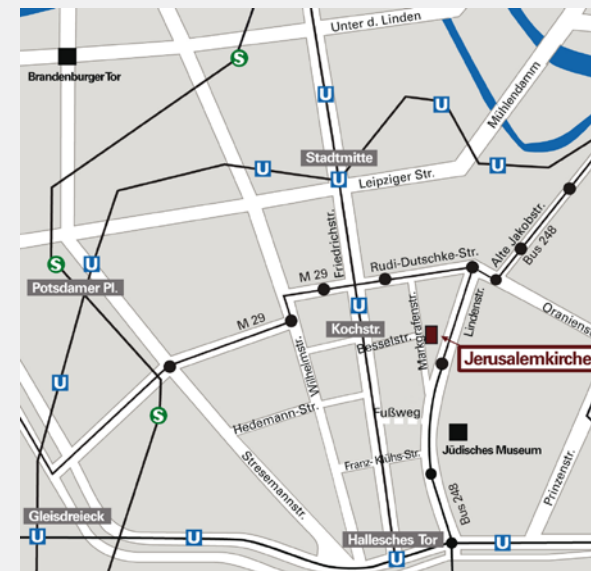 Unter d. Linden
S
Brandenburger Tor
U
U
Mühlendamm
Stadtmitte
U
U
U
Leipziger Str.
Friedrichstr.
Alte Jakobstr.
Bus 248
Rudi-Dutschke-Str.
S
U
M 29
Potsdamer Pl.
Oranienst
U
Kochstr.
M 29
Markgrafenstr.
Lindenstr.
Besselstr.
Jerusalemkirche
Wilhelmstr.
U
Hedemann-Str.
S
Fußweg
Jüdisches Museum
Franz-Klühs-Str.
Stresemannstr.
Prinzenstr.
Bus 248
Gleisdreieck
U
U
Hallesches Tor
U
U